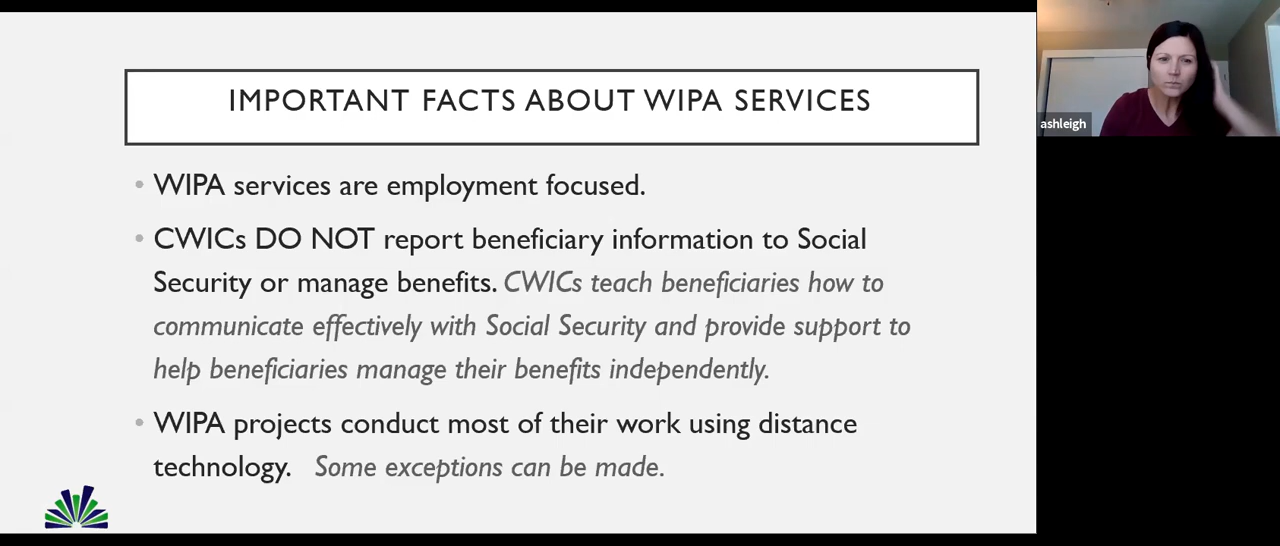 IMPORTANT FACTS ABOUT WIPA SERVICES
• WIPA services are employment focused.
• CWICs DO NOT report beneficiary information to Social
Security or manage benefits. CWICs teach beneficiaries how to
communicate effectively with Social Security and provide support to
help beneficiaries manage their benefits independently.
• WIPA projects conduct most of their work using distance
technology. Some exceptions can be made.
ashleigh